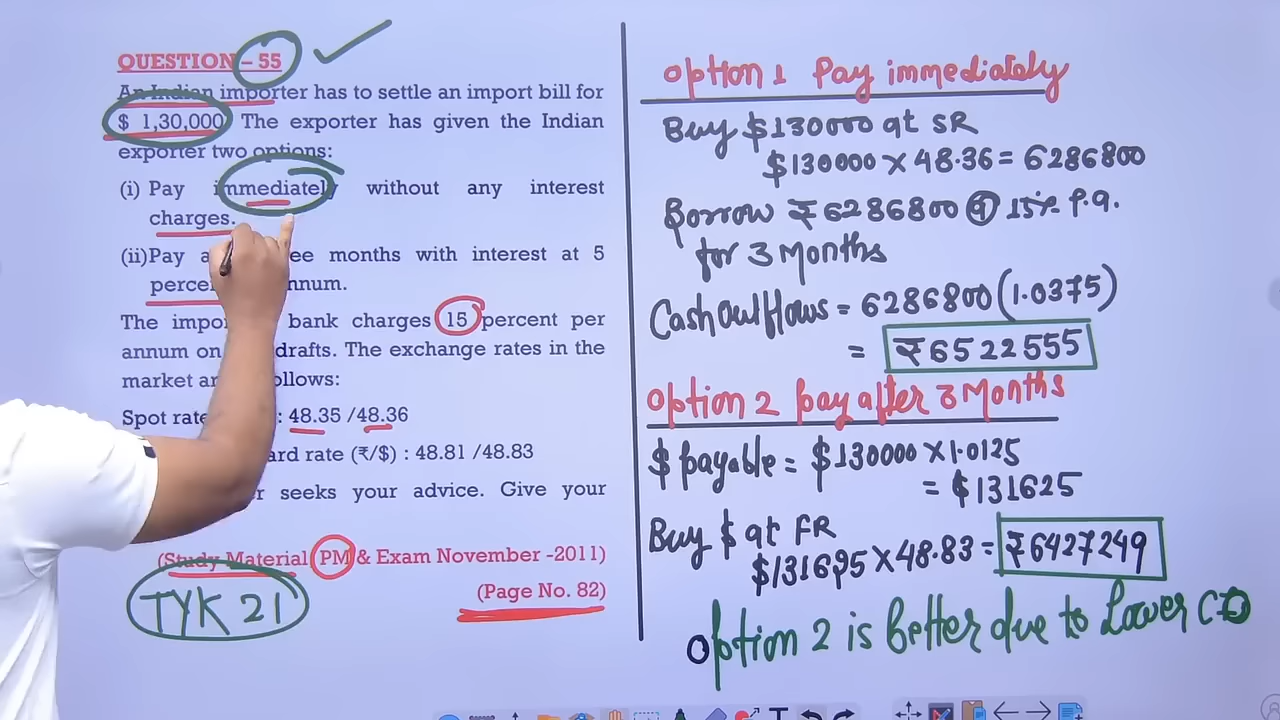 QUESTION – 55
An Indian importer has to settle an import bill for
$ 1,30,000. The exporter has given the Indian
exporter two options:
(i) Pay immediately without any interest
charges.
(ii) Pay months with interest at 5
The bank charges 15 percent per
annum on drafts. The exchange rates in the
market
Spot rate : 48.35 /48.36
rate (₹/$) : 48.81 /48.83
seeks your advice. Give your
(Study Material PM & Exam November -2011)
(Page No. 82)
TYK 21
Option 1 Pay immediately
Buy $130000 at SR
$130000 × 48.36 = 6286800
Borrow ₹6286800 @ 15% P.a.
for 3 Months
Cash Outflows = 6286800 (1.0375)
= ₹6522555
Option 2 pay after 3 Months
$ payable = $130000 × 1.0125
= $131625
Buy $ at FR
× 48.83 = ₹6427249
Option 2 is better due to Lower